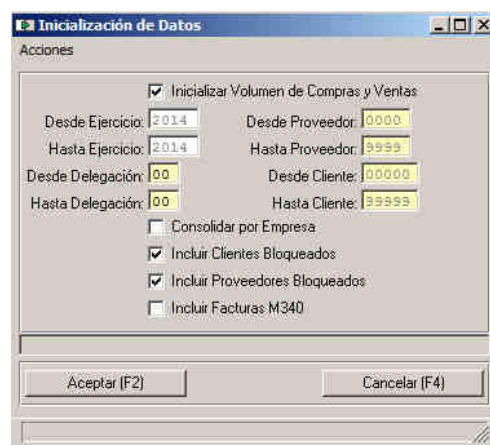 Inicialización de Datos
Acciones
Inicializar Volumen de Compras y Ventas
Desde Ejercicio: 2014 Desde Proveedor: 0000
Hasta Ejercicio: 2014 Hasta Proveedor: 9999
Desde Delegación: 00 Desde Cliente: 00000
Hasta Delegación: 00 Hasta Cliente: 99999
Consolidar por Empresa
Incluir Clientes Bloqueados
Incluir Proveedores Bloqueados
Incluir Facturas M340
Aceptar (F2) Cancelar (F4)